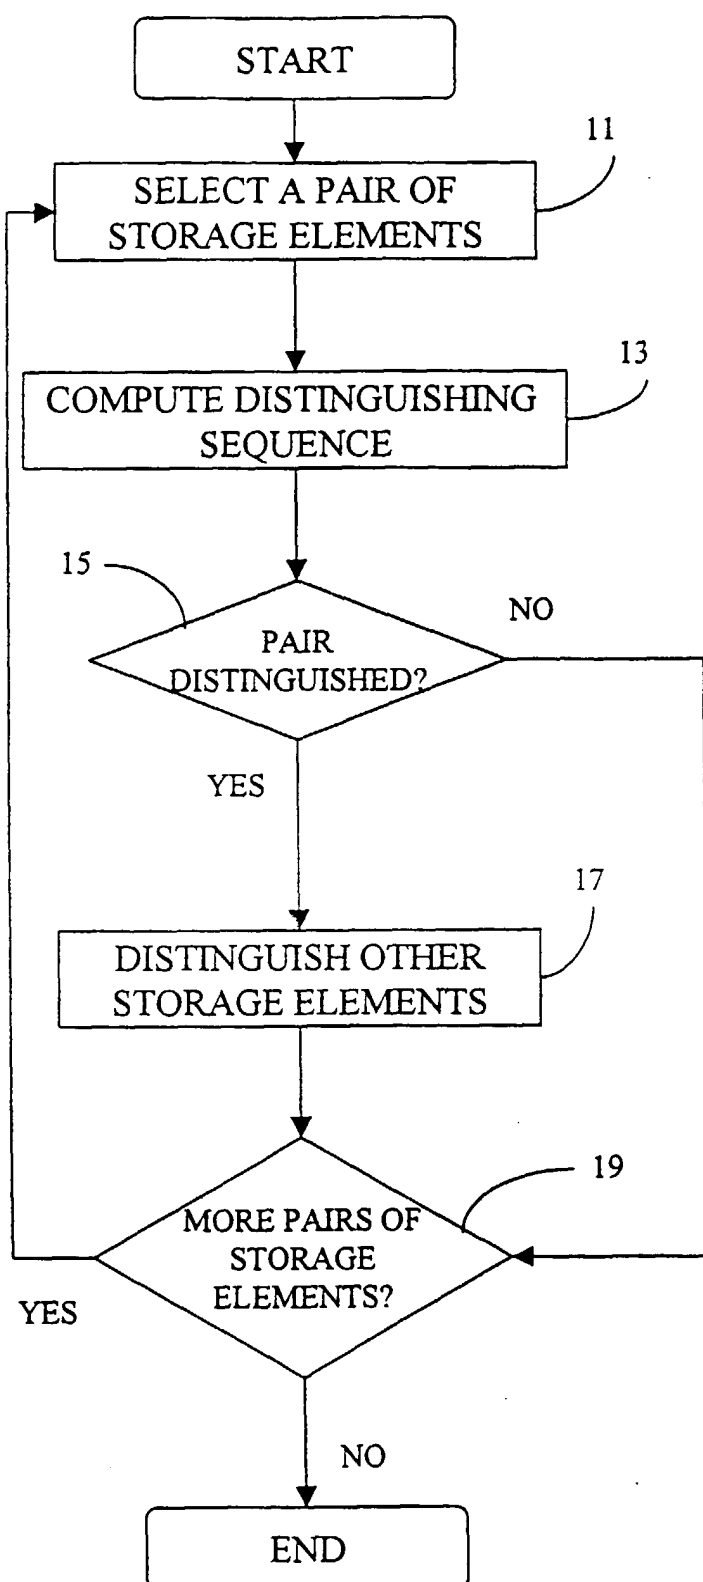 START
11
SELECT A PAIR OF
STORAGE ELEMENTS
13
COMPUTE DISTINGUISHING
SEQUENCE
15
NO
PAIR
DISTINGUISHED?
YES
17
DISTINGUISH OTHER
STORAGE ELEMENTS
19
MORE PAIRS OF
STORAGE
ELEMENTS?
YES
NO
END